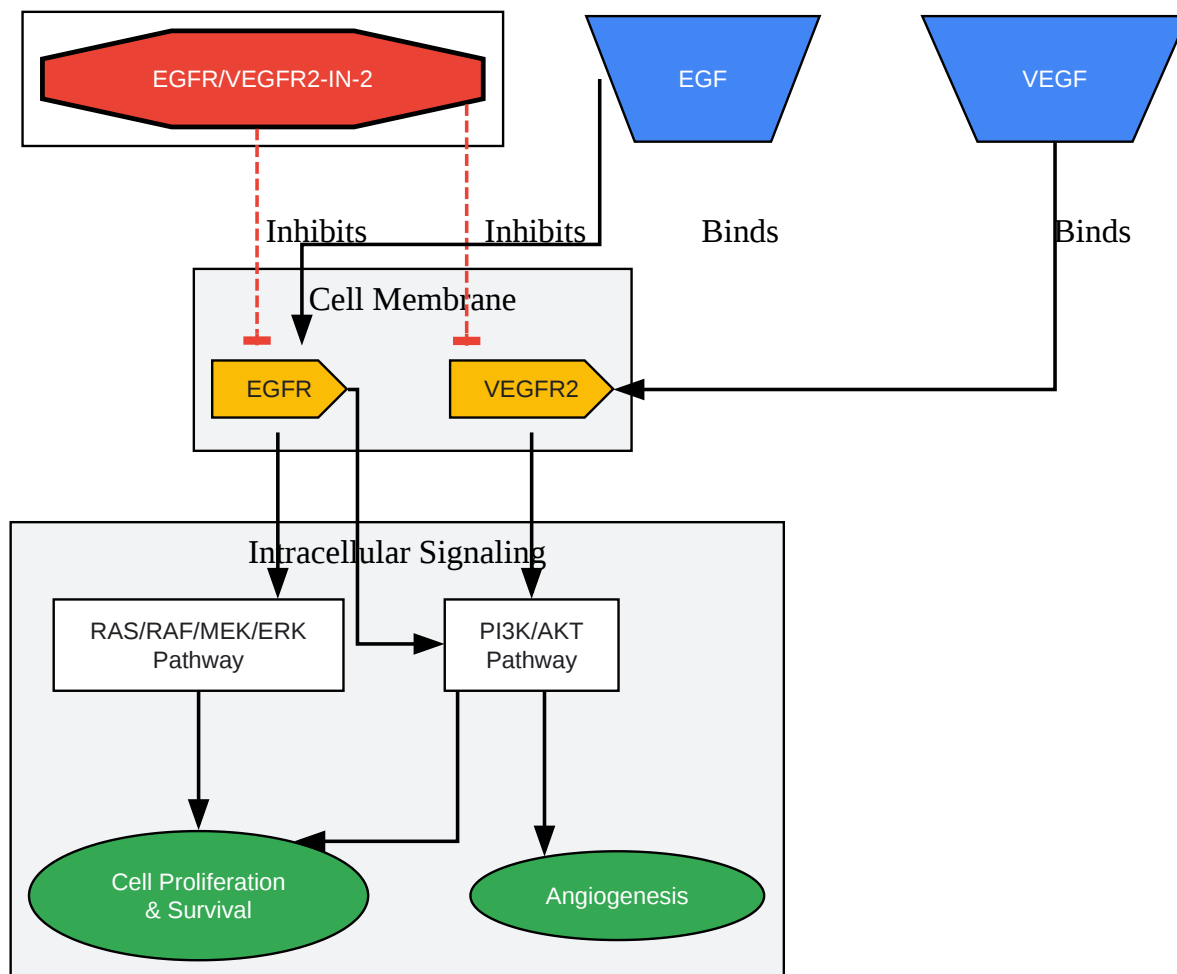 EGFR/VEGFR2-IN-2
EGF
VEGF
Inhibits
Inhibits
Binds
Binds
Cell Membrane
EGFR
VEGFR2
Intracellular Signaling
RAS/RAF/MEK/ERK
Pathway
PI3K/AKT
Pathway
Cell Proliferation
& Survival
Angiogenesis